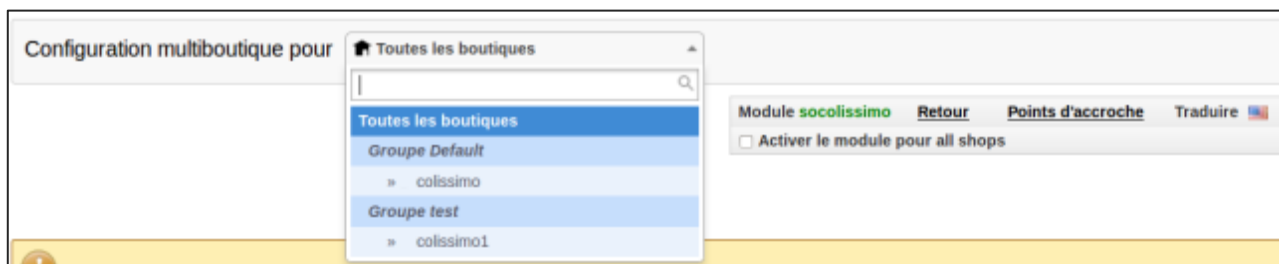 Configuration multiboutique pour
Toutes les boutiques
Toutes les boutiques
Groupe Default
» colissimo
Groupe test
» colissimo1
Module socolissimo Retour Points d'accroche Traduire
Activer le module pour all shops